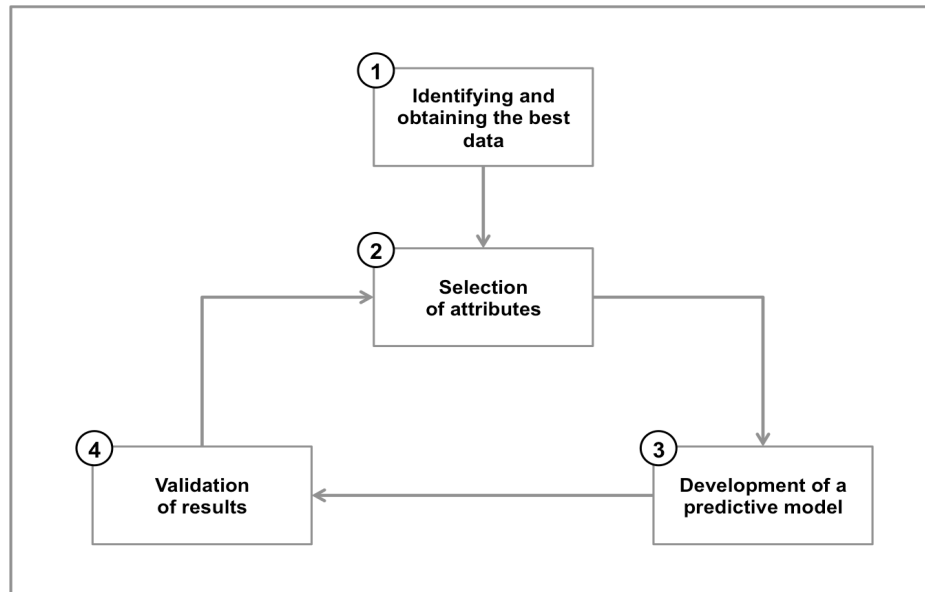 1
Identifying and
obtaining the best
data
2
Selection
of attributes
3
Development of a
predictive model
4
Validation
of results